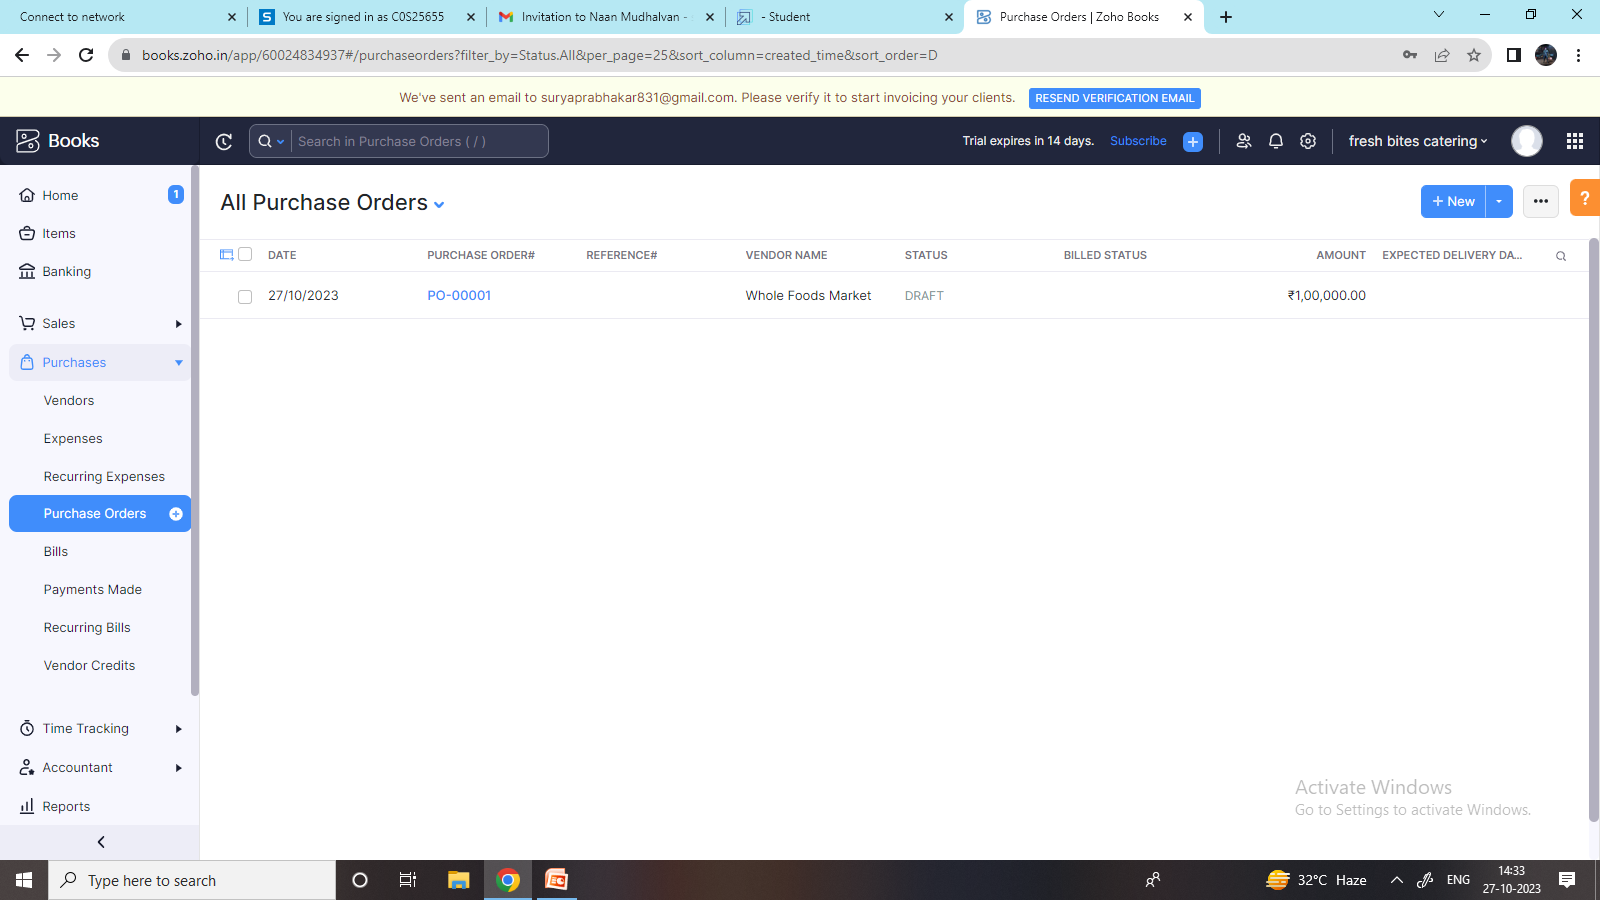 Connect to network
You are signed in as C0S25655
Invitation to Naan Mudhalvan -
- Student
Purchase Orders | Zoho Books
books.zoho.in/app/60024834937#/purchaseorders?filter_by=Status.All&per_page=25&sort_column=created_time&sort_order=D
We've sent an email to suryaprabhakar831@gmail.com. Please verify it to start invoicing your clients.
RESEND VERIFICATION EMAIL
Books
Search in Purchase Orders ( / )
Trial expires in 14 days.
Subscribe
fresh bites catering
Home
1
Items
Banking
Sales
Purchases
Vendors
Expenses
Recurring Expenses
Purchase Orders
Bills
Payments Made
Recurring Bills
Vendor Credits
Time Tracking
Accountant
Reports
All Purchase Orders
+ New
?
DATE PURCHASE ORDER# REFERENCE# VENDOR NAME STATUS BILLED STATUS AMOUNT EXPECTED DELIVERY DA...
27/10/2023 PO-00001 Whole Foods Market DRAFT ₹1,00,000.00
Activate Windows
Go to Settings to activate Windows.
Type here to search
32°C Haze
ENG
14:33
27-10-2023